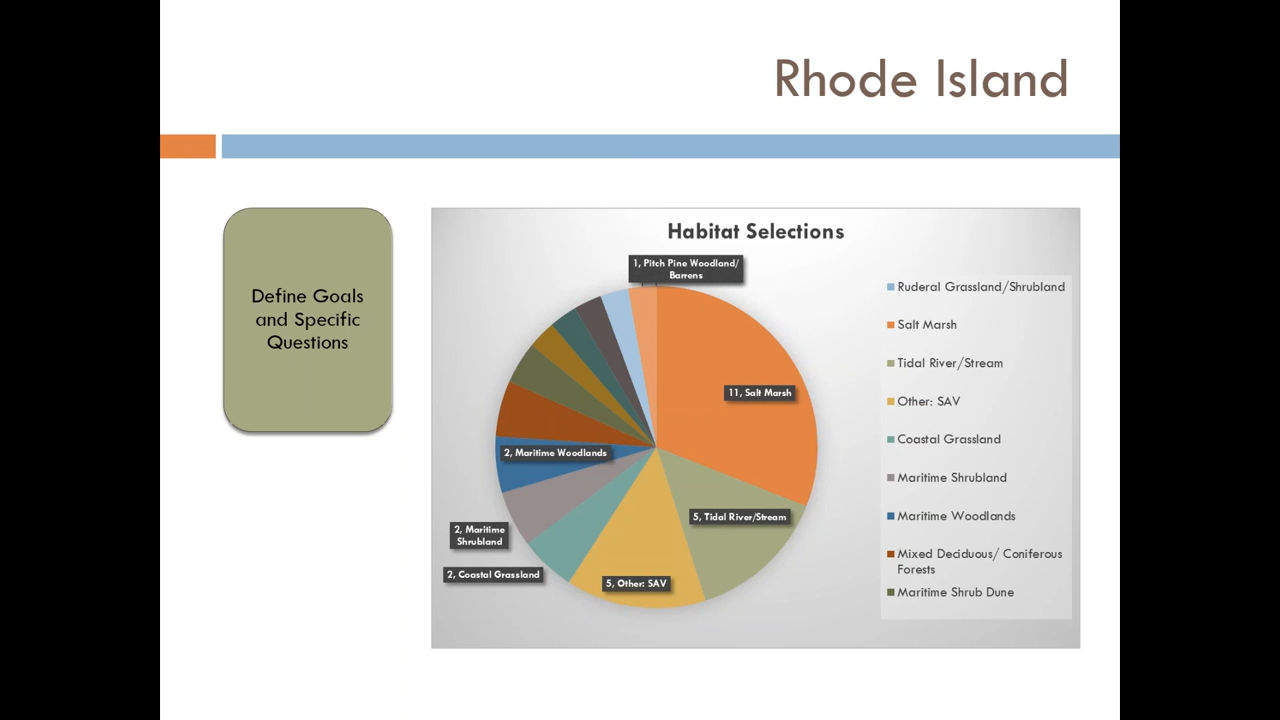 Rhode Island
Define Goals
and Specific
Questions
Habitat Selections
1, Pitch Pine Woodland/
Barrens
11, Salt Marsh
2, Maritime Woodlands
5, Tidal River/Stream
2, Maritime
Shrubland
2, Coastal Grassland
5, Other: SAV
Ruderal Grassland/Shrubland
Salt Marsh
Tidal River/Stream
Other: SAV
Coastal Grassland
Maritime Shrubland
Maritime Woodlands
Mixed Deciduous/ Coniferous
Forests
Maritime Shrub Dune